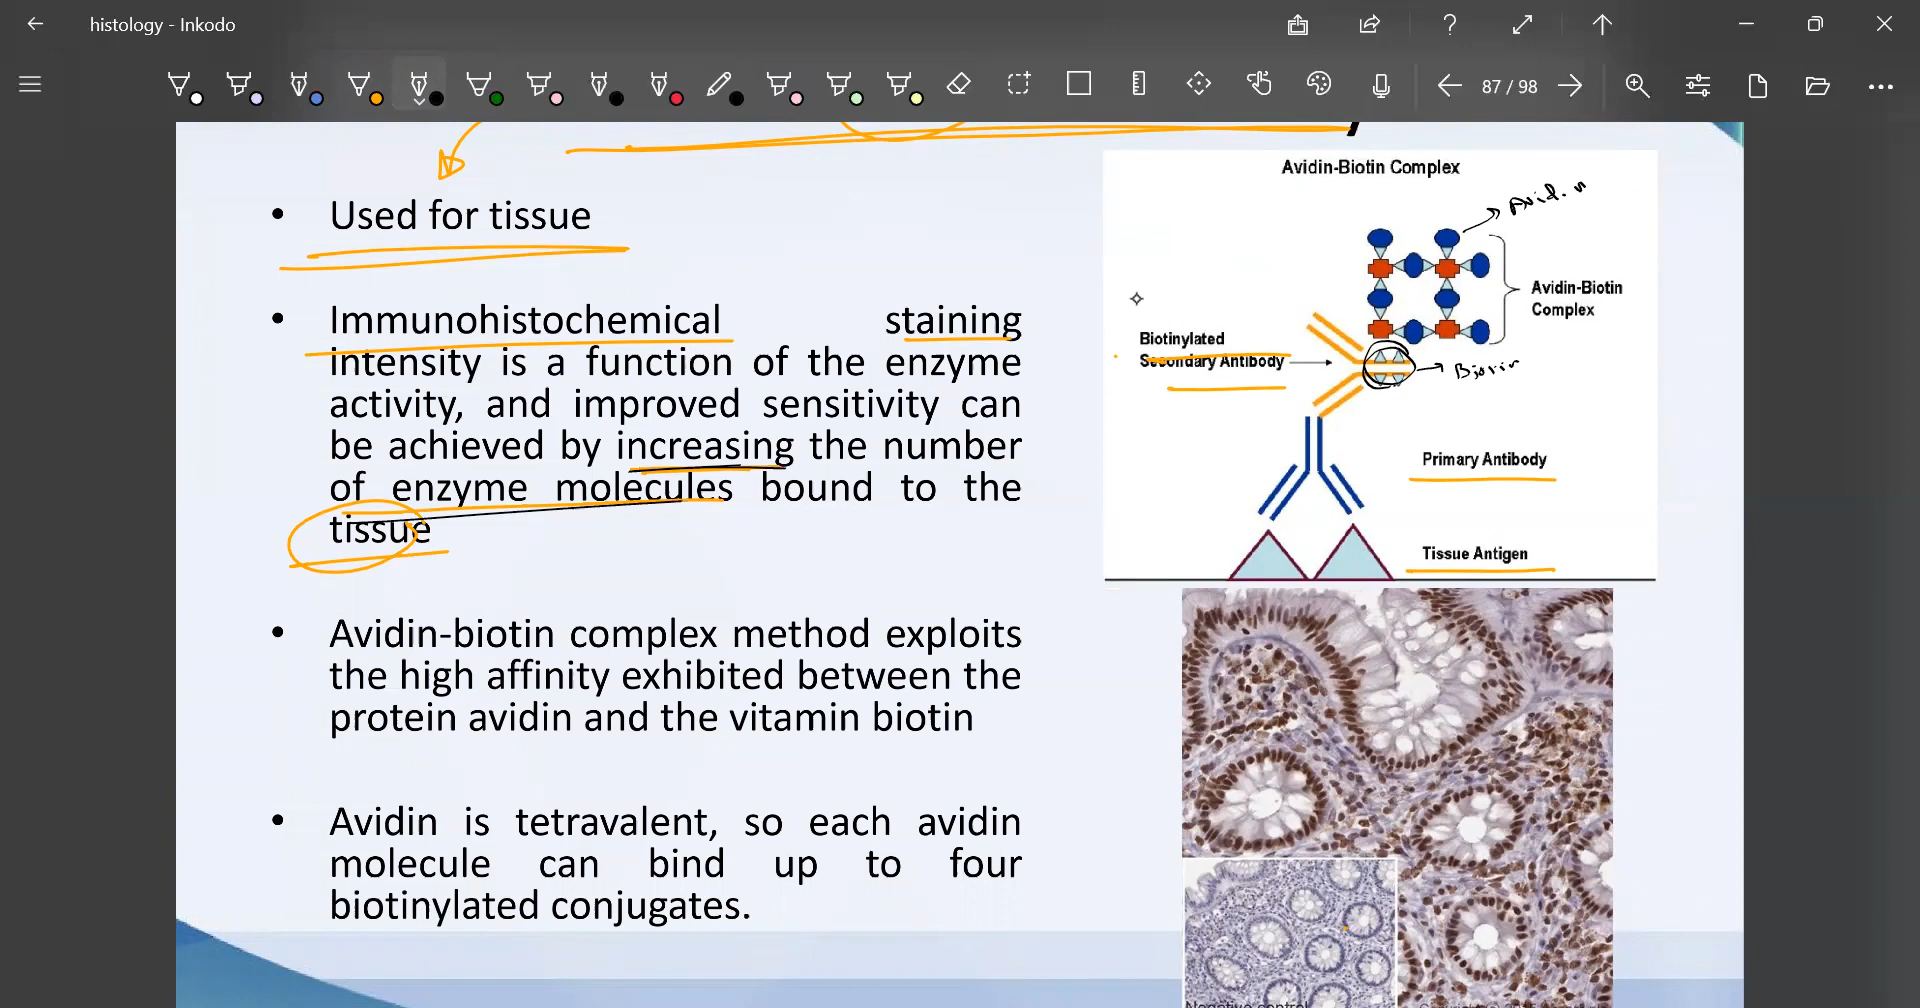 histology - Inkodo
87 / 98
• Used for tissue
• Immunohistochemical staining
intensity is a function of the enzyme
activity, and improved sensitivity can
be achieved by increasing the number
of enzyme molecules bound to the
tissue
• Avidin-biotin complex method exploits
the high affinity exhibited between the
protein avidin and the vitamin biotin
• Avidin is tetravalent, so each avidin
molecule can bind up to four
biotinylated conjugates.
Avidin-Biotin Complex
Avidin
Avidin-Biotin
Complex
Biotinylated
Secondary Antibody
Biotin
Primary Antibody
Tissue Antigen
Negative control